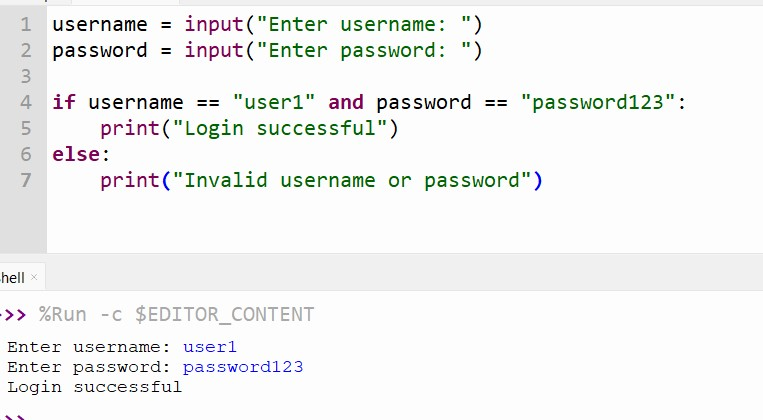 1 username = input("Enter username: ")
2 password = input("Enter password: ")
3
4 if username == "user1" and password == "password123":
5     print("Login successful")
6 else:
7     print("Invalid username or password")
hell ×
>>> %Run -c $EDITOR_CONTENT
Enter username: user1
Enter password: password123
Login successful
>>>